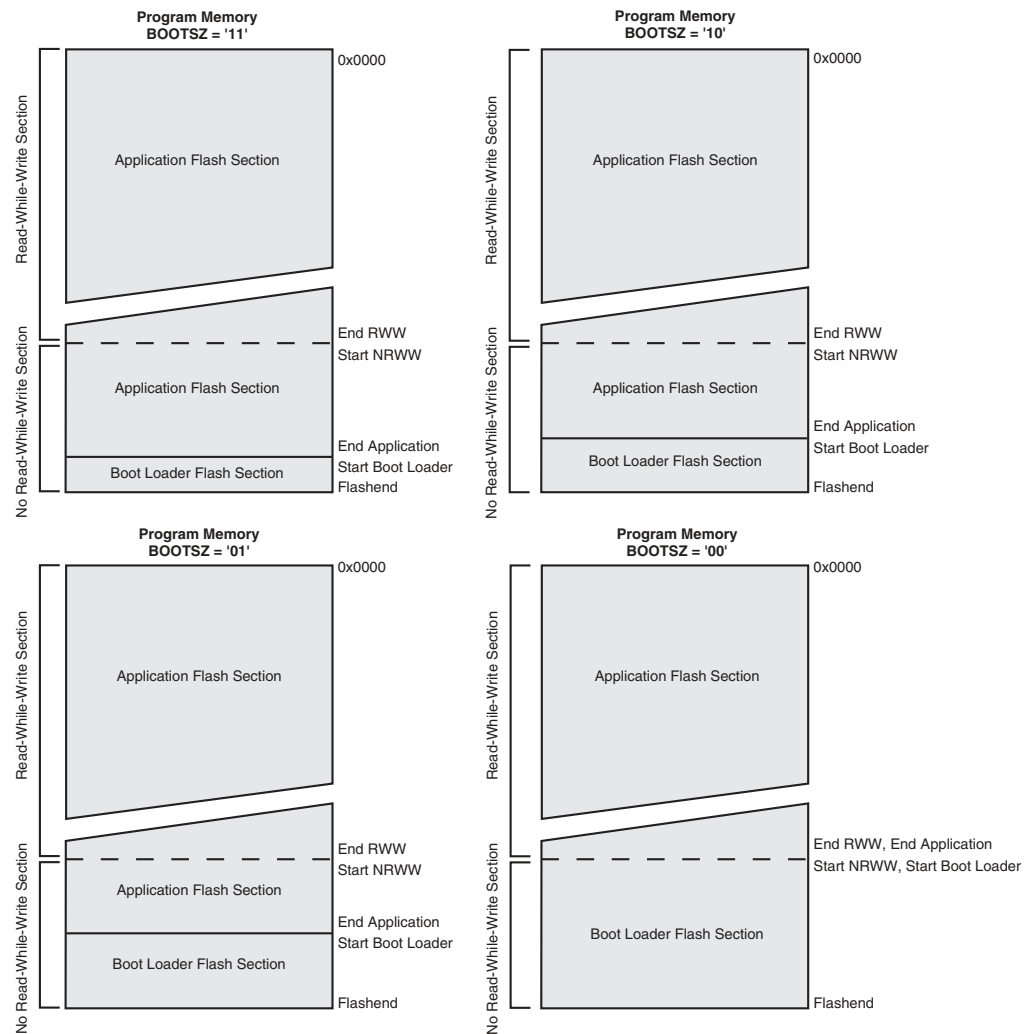 Program Memory
BOOTSZ = '11'
0x0000
Read-While-Write Section
Application Flash Section
End RWW
Start NRWW
No Read-While-Write Section
Application Flash Section
End Application
Start Boot Loader
Boot Loader Flash Section
Flashend
Program Memory
BOOTSZ = '10'
0x0000
Read-While-Write Section
Application Flash Section
End RWW
Start NRWW
No Read-While-Write Section
Application Flash Section
End Application
Start Boot Loader
Boot Loader Flash Section
Flashend
Program Memory
BOOTSZ = '01'
0x0000
Read-While-Write Section
Application Flash Section
End RWW
Start NRWW
No Read-While-Write Section
Application Flash Section
End Application
Start Boot Loader
Boot Loader Flash Section
Flashend
Program Memory
BOOTSZ = '00'
0x0000
Read-While-Write Section
Application Flash Section
End RWW, End Application
Start NRWW, Start Boot Loader
No Read-While-Write Section
Boot Loader Flash Section
Flashend